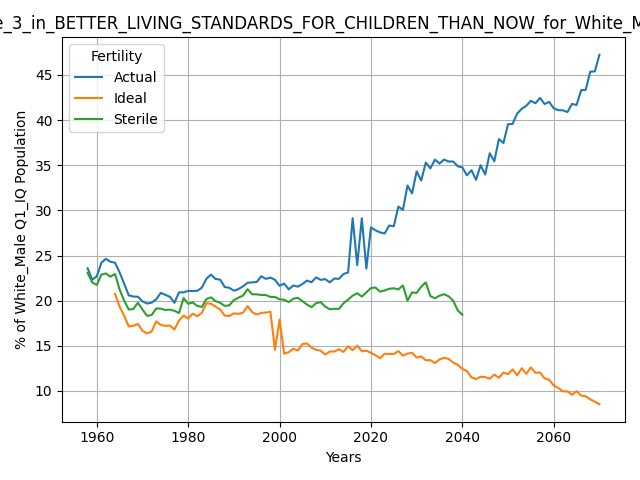 e_3_in_BETTER_LIVING_STANDARDS_FOR_CHILDREN_THAN_NOW_for_White_M
Fertility
Actual
Ideal
Sterile
% of White_Male Q1_IQ Population
45
40
35
30
25
20
15
10
1960 1980 2000 2020 2040 2060
Years